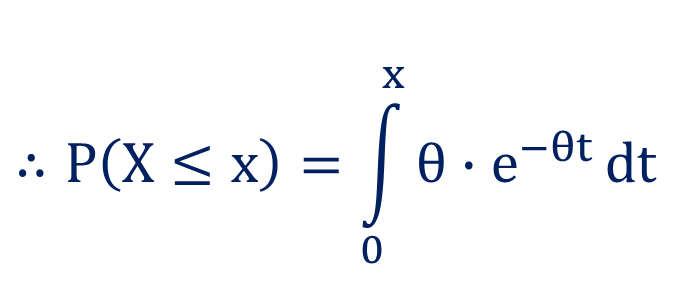 ∴ P(X ≤ x) = ∫₀ˣ θ · e^{−θt} dt